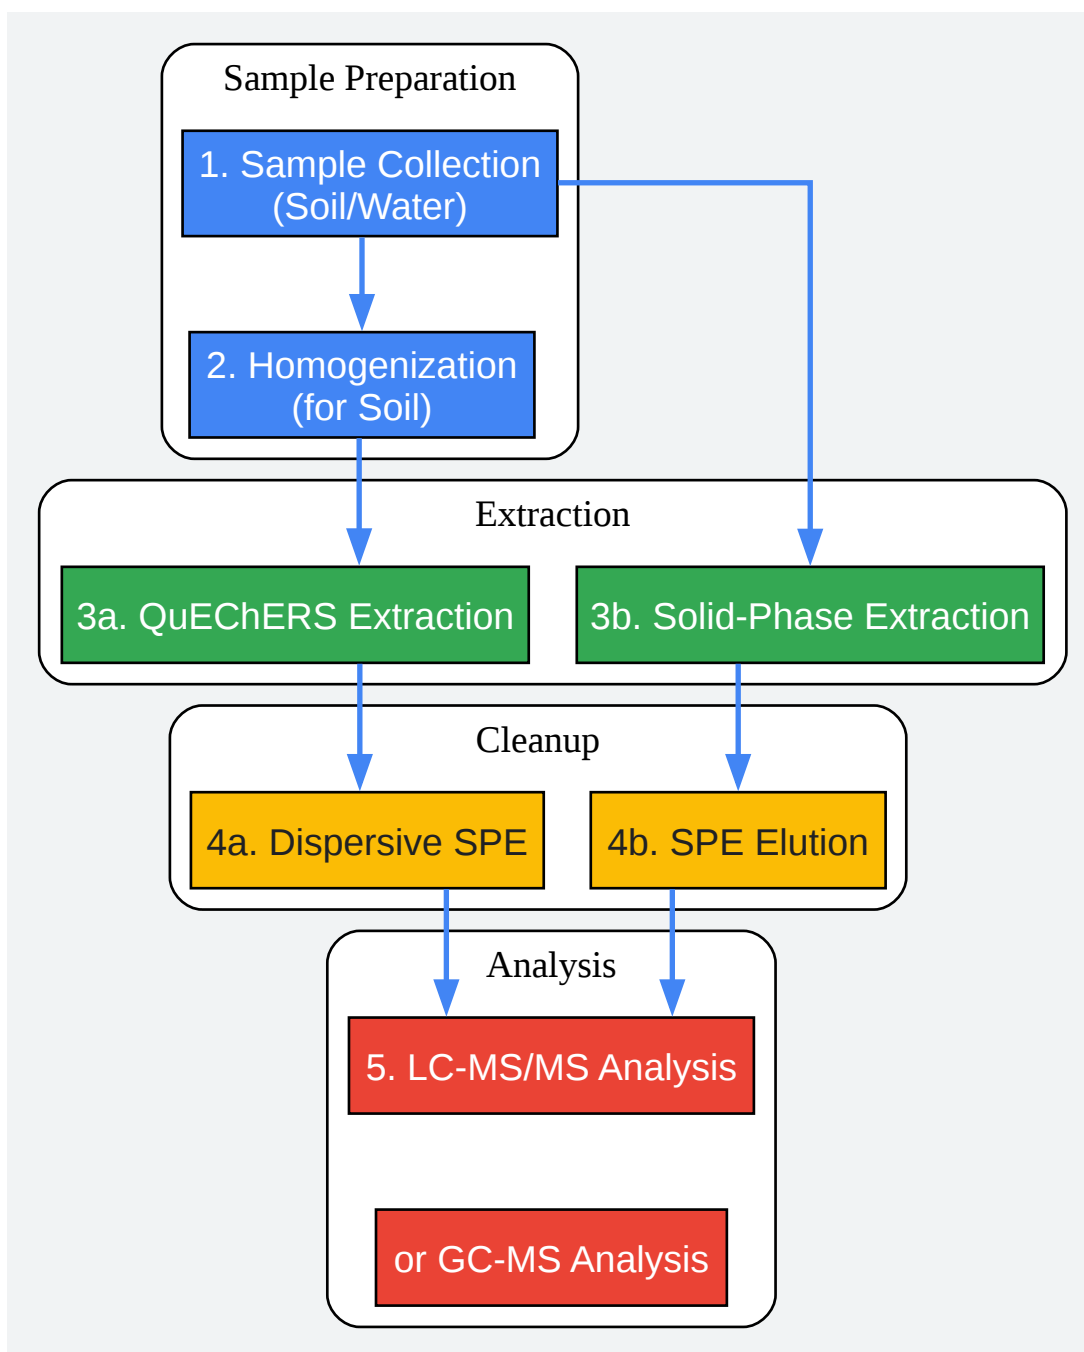 Sample Preparation
1. Sample Collection
(Soil/Water)
2. Homogenization
(for Soil)
Extraction
3a. QuEChERS Extraction
3b. Solid-Phase Extraction
Cleanup
4a. Dispersive SPE
4b. SPE Elution
Analysis
5. LC-MS/MS Analysis
or GC-MS Analysis